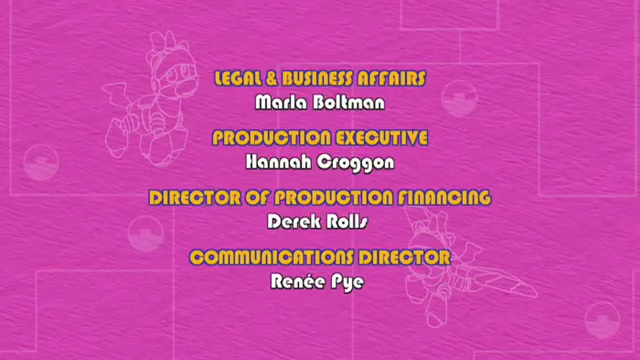 LEGAL & BUSINESS AFFAIRS
Marla Boltman
PRODUCTION EXECUTIVE
Hannah Croggon
DIRECTOR OF PRODUCTION FINANCING
Derek Rolls
COMMUNICATIONS DIRECTOR
Renée Pye